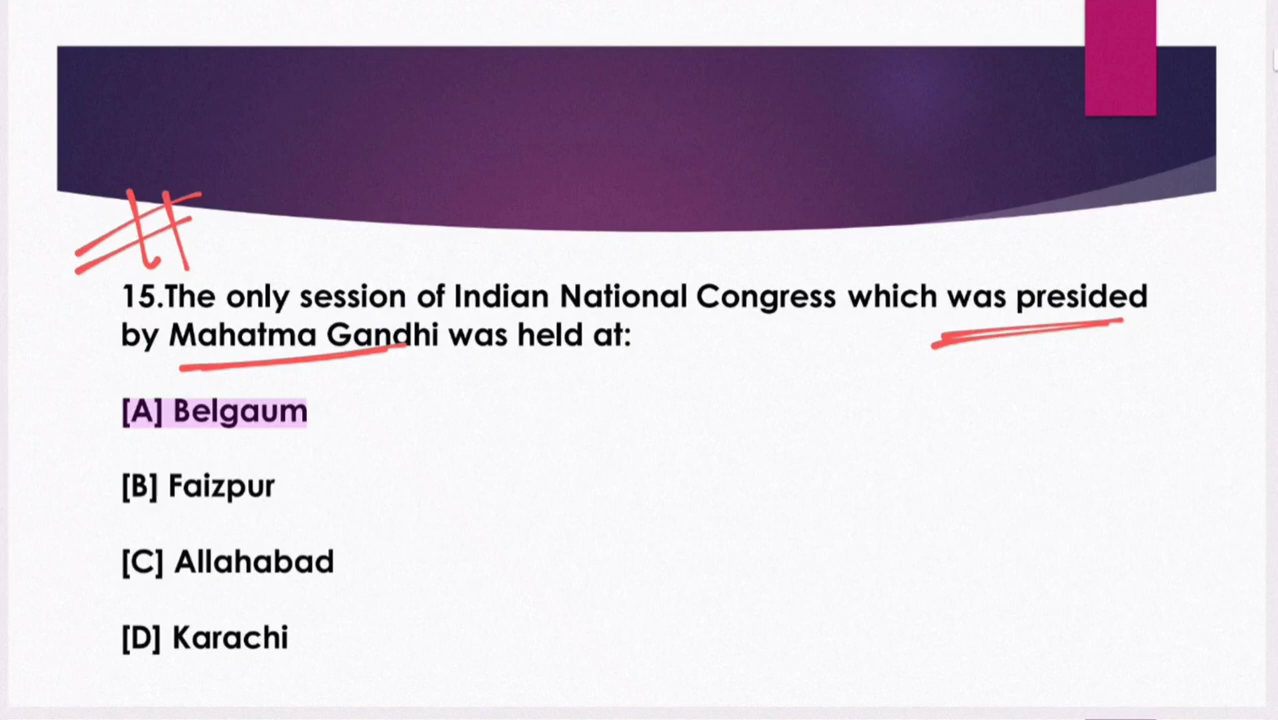 15.The only session of Indian National Congress which was presided
by Mahatma Gandhi was held at:
[A] Belgaum
[B] Faizpur
[C] Allahabad
[D] Karachi